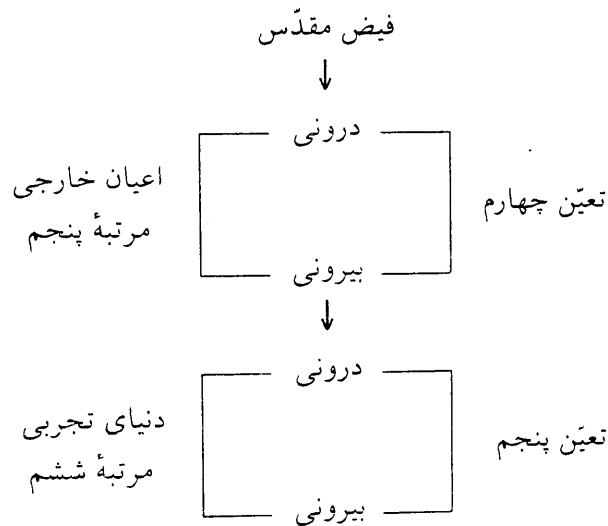 فیض مقدّس
درونی
تعیّن چهارم
اعیان خارجی
مرتبهٔ پنجم
بیرونی
درونی
تعیّن پنجم
دنیای تجربی
مرتبهٔ ششم
بیرونی